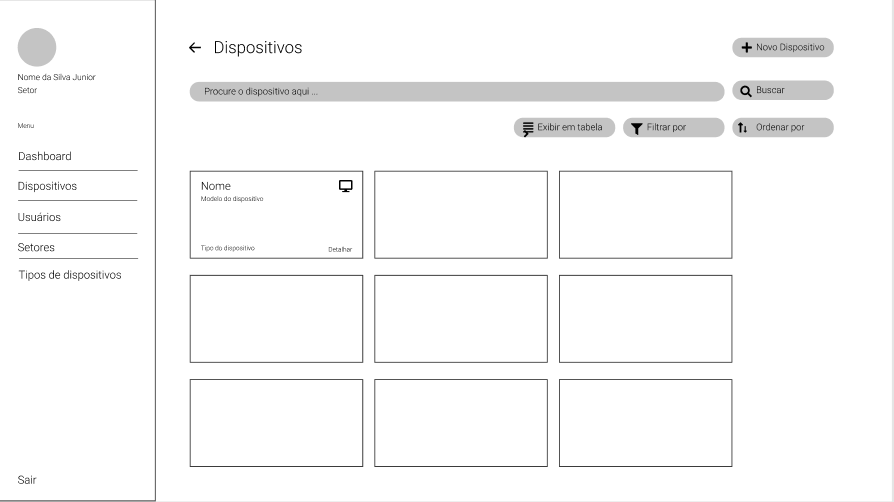 Nome da Silva Junior
Setor
Menu
Dashboard
Dispositivos
Usuários
Setores
Tipos de dispositivos
Sair
Dispositivos
Novo Dispositivo
Procure o dispositivo aqui ...
Buscar
Exibir em tabela
Filtrar por
Ordenar por
Nome
Modelo do dispositivo
Tipo do dispositivo
Detalhar